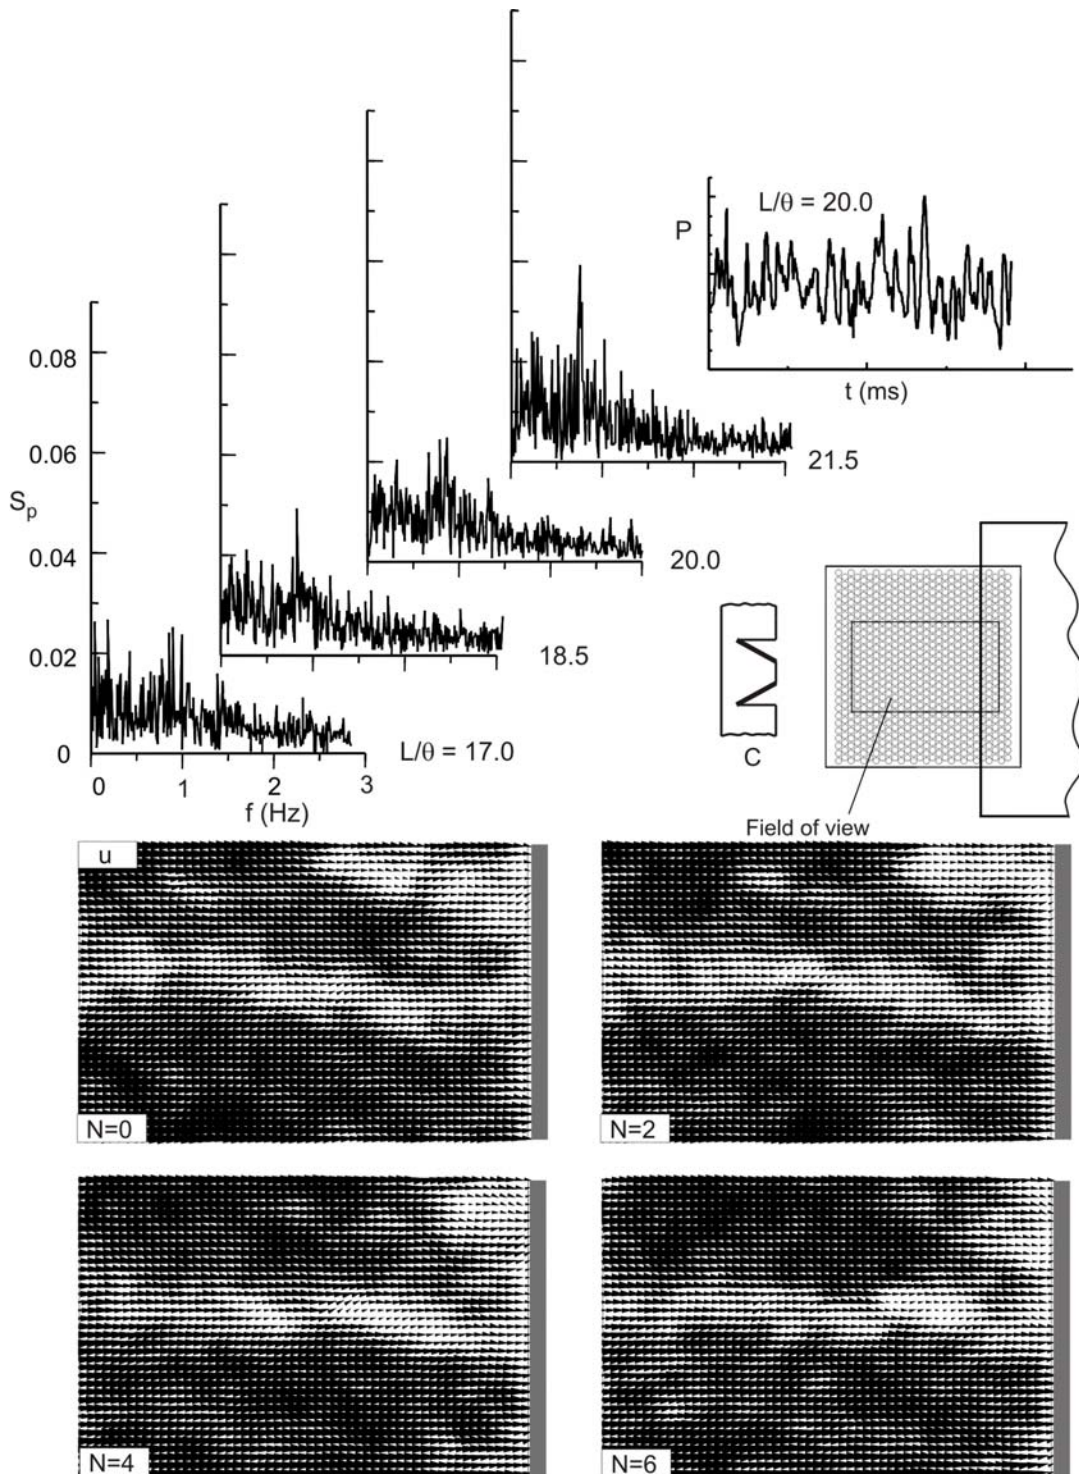 L/θ = 20.0
P
t (ms)
21.5
0.08
0.06
Sp
0.04
0.02
0
20.0
18.5
L/θ = 17.0
0 1 2 3
f (Hz)
C
Field of view
u
N=0
N=2
N=4
N=6